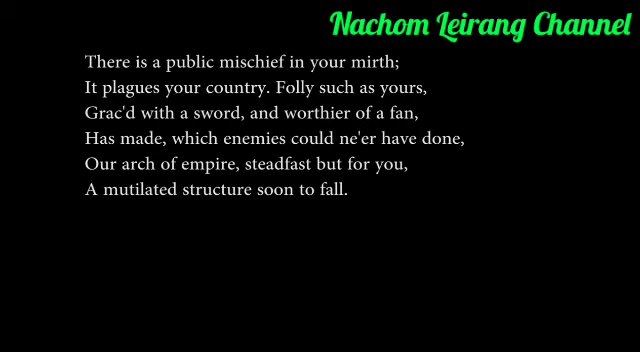 Nachom Leirang Channel
There is a public mischief in your mirth;
It plagues your country. Folly such as yours,
Grac'd with a sword, and worthier of a fan,
Has made, which enemies could ne'er have done,
Our arch of empire, steadfast but for you,
A mutilated structure soon to fall.